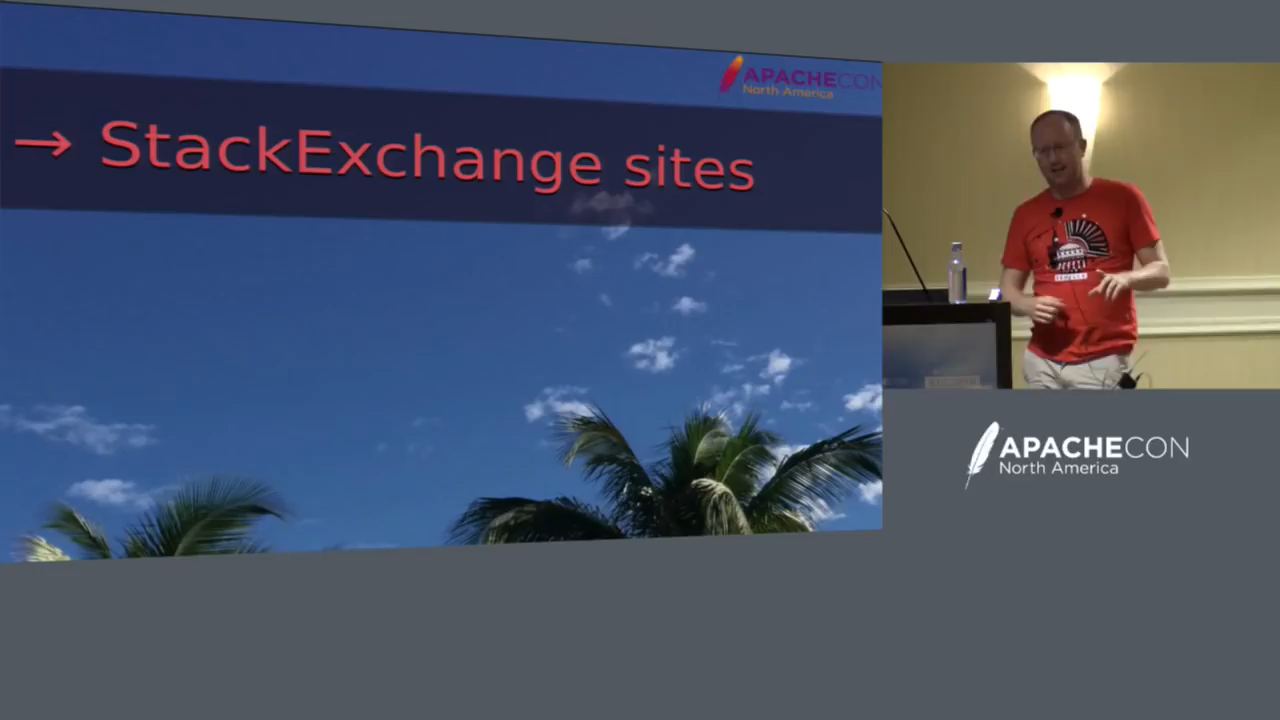 APACHECON
North America
→ StackExchange sites
APACHECON
North America